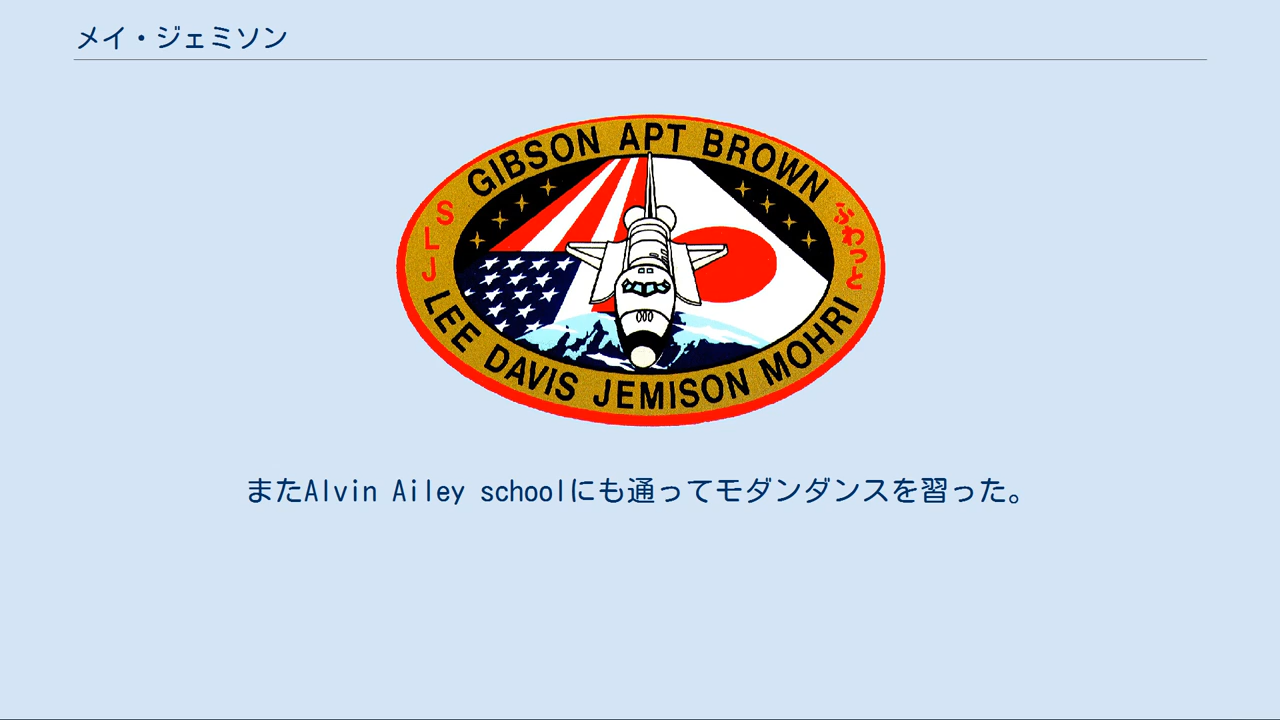 メイ・ジェミソン
GIBSON APT BROWN
SLJ
ふわっと
LEE DAVIS JEMISON MOHRI
またAlvin Ailey schoolにも通ってモダンダンスを習った。